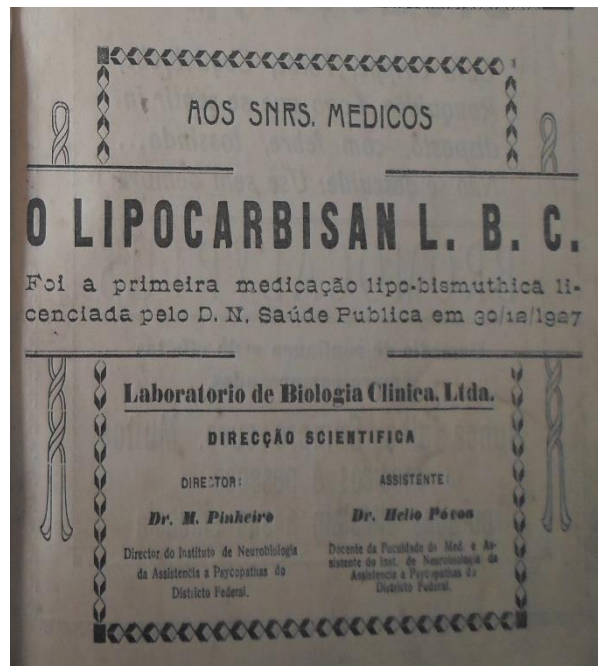 AOS SNRS. MEDICOS
O LIPOCARBISAN L. B. C.
Foi a primeira medicação lipo-bismuthica li-
cenciada pelo D. N. Saúde Publica em 30/12/1927
Laboratorio de Biologia Clinica, Ltda.
DIRECÇÃO SCIENTIFICA
DIRECTOR:
Dr. M. Pinheiro
Director do Instituto de Neurobiologia
da Assistencia a Psycopathas do
Districto Federal.
ASSISTENTE:
Dr. Helio Póvoa
Docente da Faculdade de Med. e As-
sistente do Inst. de Neurobiologia da
Assistencia a Psycopathas do
Districto Federal.